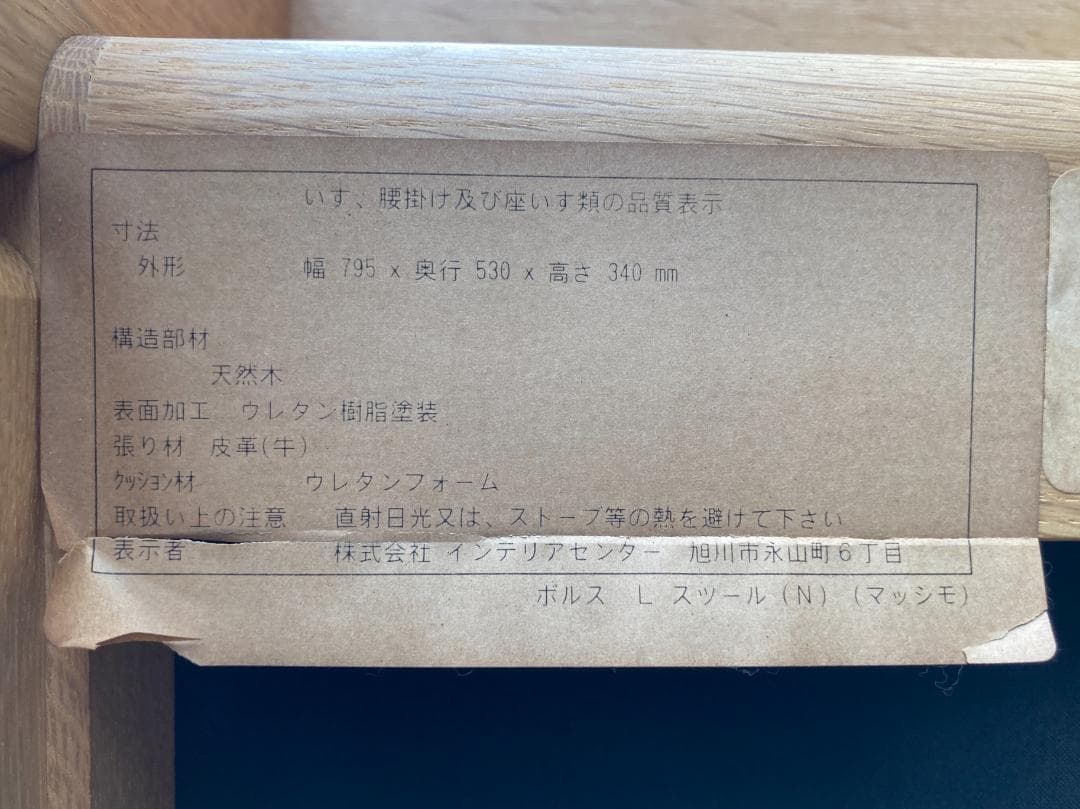 いす、腰掛け及び座いす類の品質表示
寸法
外形 幅 795 x 奥行 530 x 高さ 340 mm
構造部材
天然木
表面加工 ウレタン樹脂塗装
張り材 皮革(牛)
ｸｯｼｮﾝ材 ウレタンフォーム
取扱い上の注意 直射日光又は、ストーブ等の熱を避けて下さい
表示者 株式会社 インテリアセンター 旭川市永山町6丁目
ボルス L スツール(N) (マッシモ)